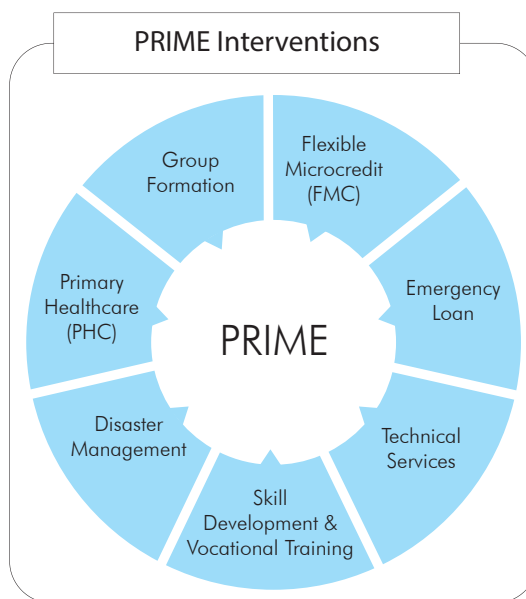 PRIME Interventions
Group
Formation
Flexible
Microcredit
(FMC)
Primary
Healthcare
(PHC)
Emergency
Loan
PRIME
Disaster
Management
Technical
Services
Skill
Development &
Vocational Training